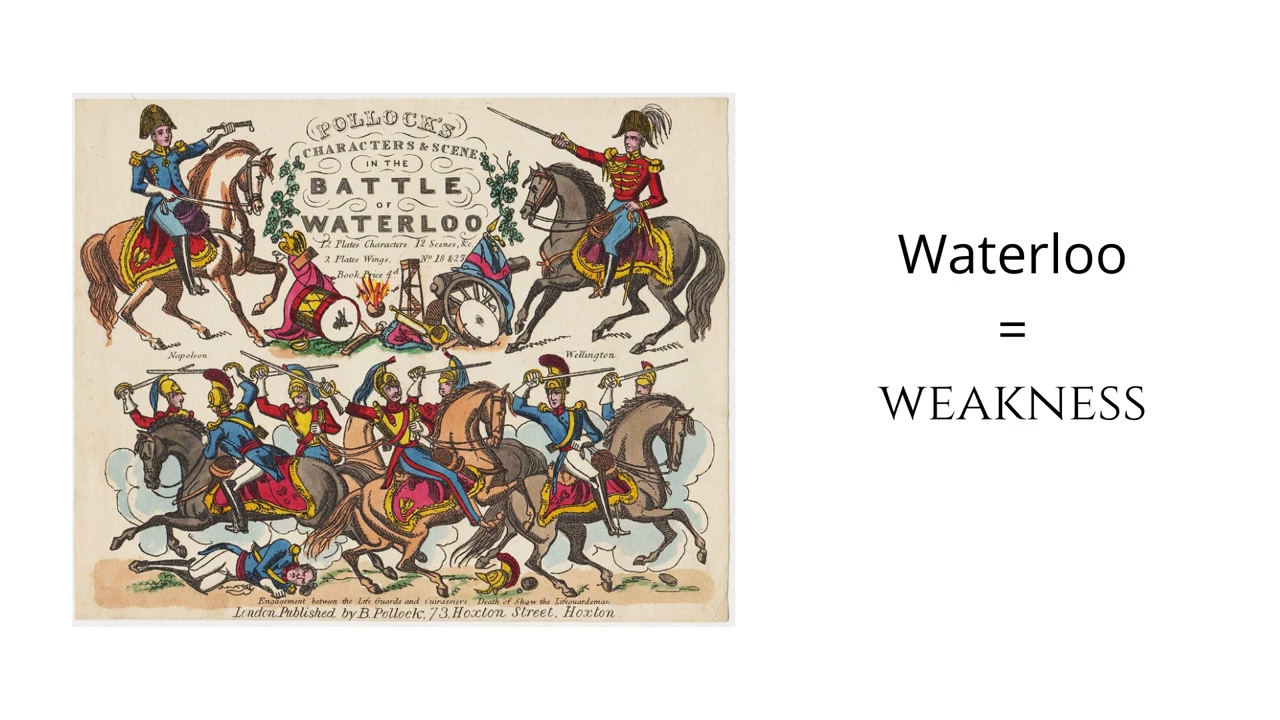 POLLOCK'S
CHARACTERS & SCENES
IN THE
BATTLE
OF
WATERLOO
12 Plates Characters. 12 Scenes, &c.
2 Plates Wings. Nº 18 & 27
Book Price 4d
Napoleon
Wellington
Engagement between the Life Guards and Cuirassiers. Death of Shaw the Lifeguardsman
London, Published by B. Pollock, 73, Hoxton Street, Hoxton
Waterloo
=
WEAKNESS